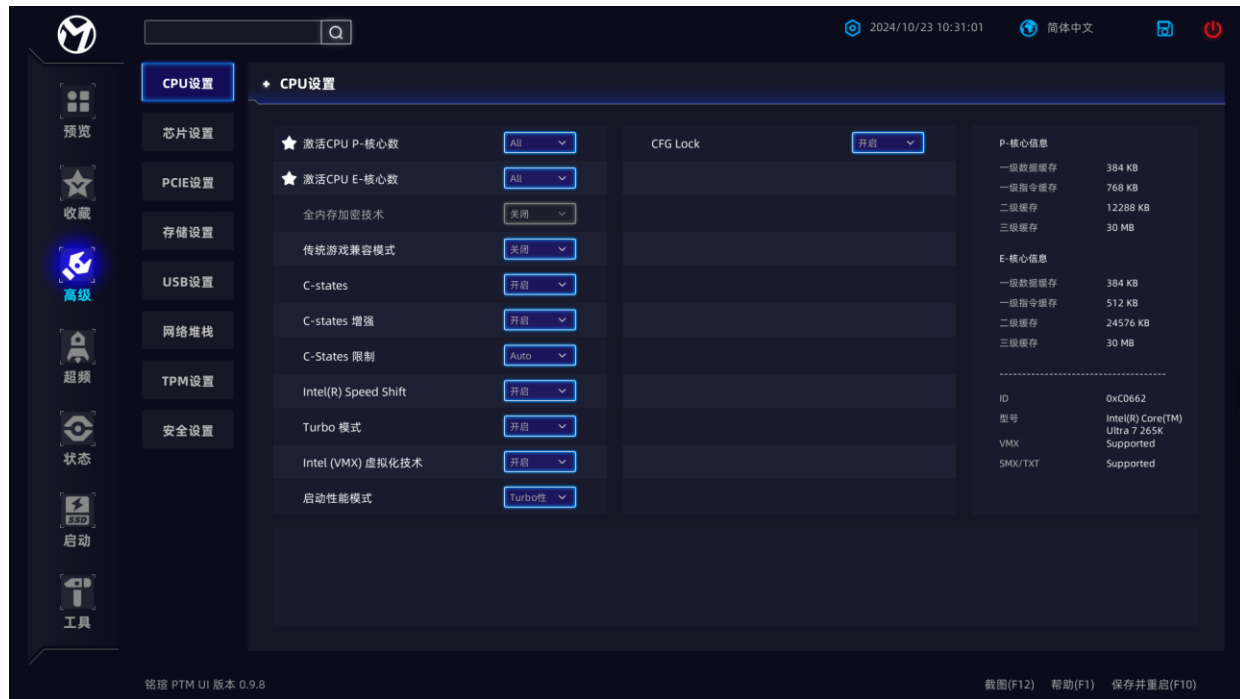 2024/10/23 10:31:01
简体中文
预览
收藏
高级
超频
状态
启动
工具
SSD
CPU设置
芯片设置
PCIE设置
存储设置
USB设置
网络堆栈
TPM设置
安全设置
CPU设置
激活CPU P-核心数 All
激活CPU E-核心数 All
全内存加密技术 关闭
传统游戏兼容模式 关闭
C-states 开启
C-states 增强 开启
C-States 限制 Auto
Intel(R) Speed Shift 开启
Turbo 模式 开启
Intel (VMX) 虚拟化技术 开启
启动性能模式 Turbo性
CFG Lock 开启
P-核心信息
一级数据缓存 384 KB
一级指令缓存 768 KB
二级缓存 12288 KB
三级缓存 30 MB
E-核心信息
一级数据缓存 384 KB
一级指令缓存 512 KB
二级缓存 24576 KB
三级缓存 30 MB
-------------------------------------
ID 0xC0662
型号 Intel(R) Core(TM)
Ultra 7 265K
VMX Supported
SMX/TXT Supported
铭瑄 PTM UI 版本 0.9.8
截图(F12) 帮助(F1) 保存并重启(F10)